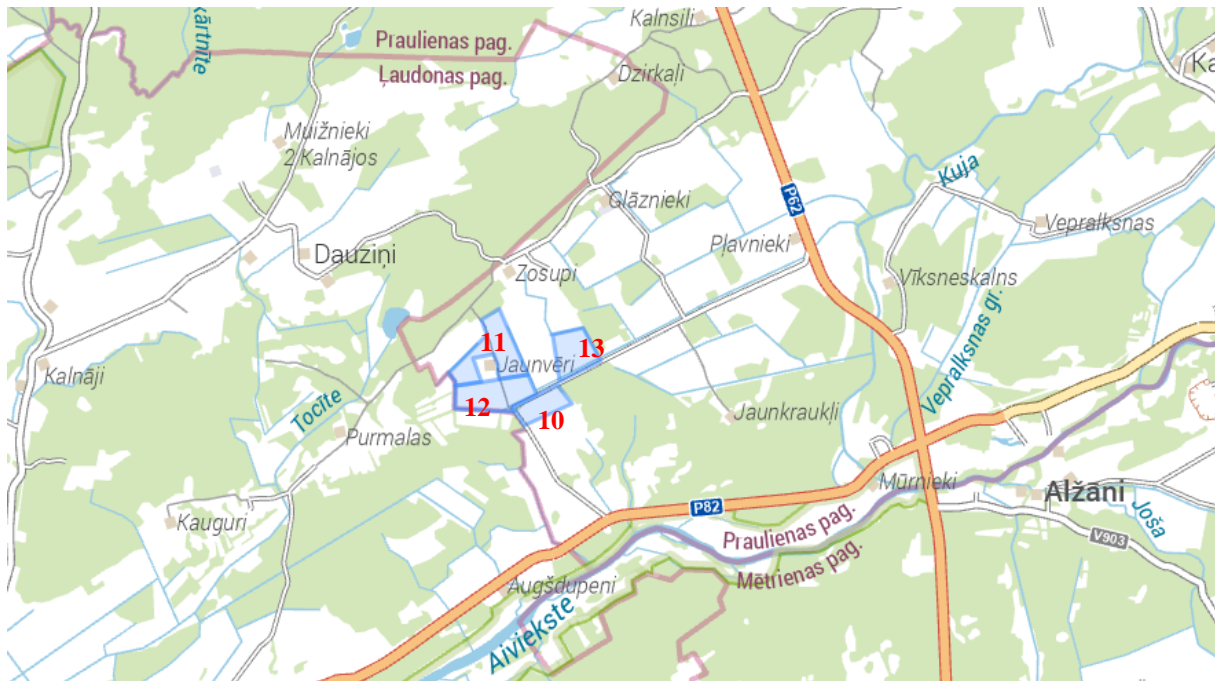 Kalnsili
kārtnīte
Praulienas pag.
Ļaudonas pag.
Dzirkaļi
Ka
Muižnieki
2 Kalnājos
Kuja
P62
Glāznieki
Vepralksnas
Pļavnieki
Dauziņi
Zosupi
Vīksneskalns
Vepralksnas gr.
11
13
Jaunvēri
Kalnāji
12
10
Tocīte
Jaunkraukļi
Purmalas
Mūrnieki
Alžāni
P82
Joša
Kauguri
Praulienas pag.
V903
Mētrienas pag.
Augšdupeni
Aiviekste